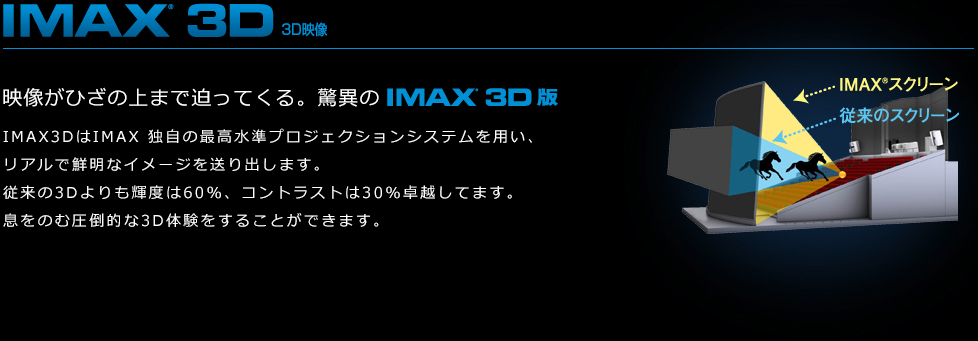 IMAX® 3D 3D映像
映像がひざの上まで迫ってくる。驚異の IMAX® 3D 版
IMAX3DはIMAX 独自の最高水準プロジェクションシステムを用い、
リアルで鮮明なイメージを送り出します。
従来の3Dよりも輝度は60%、コントラストは30%卓越してます。
息をのむ圧倒的な3D体験をすることができます。
IMAX®スクリーン
従来のスクリーン